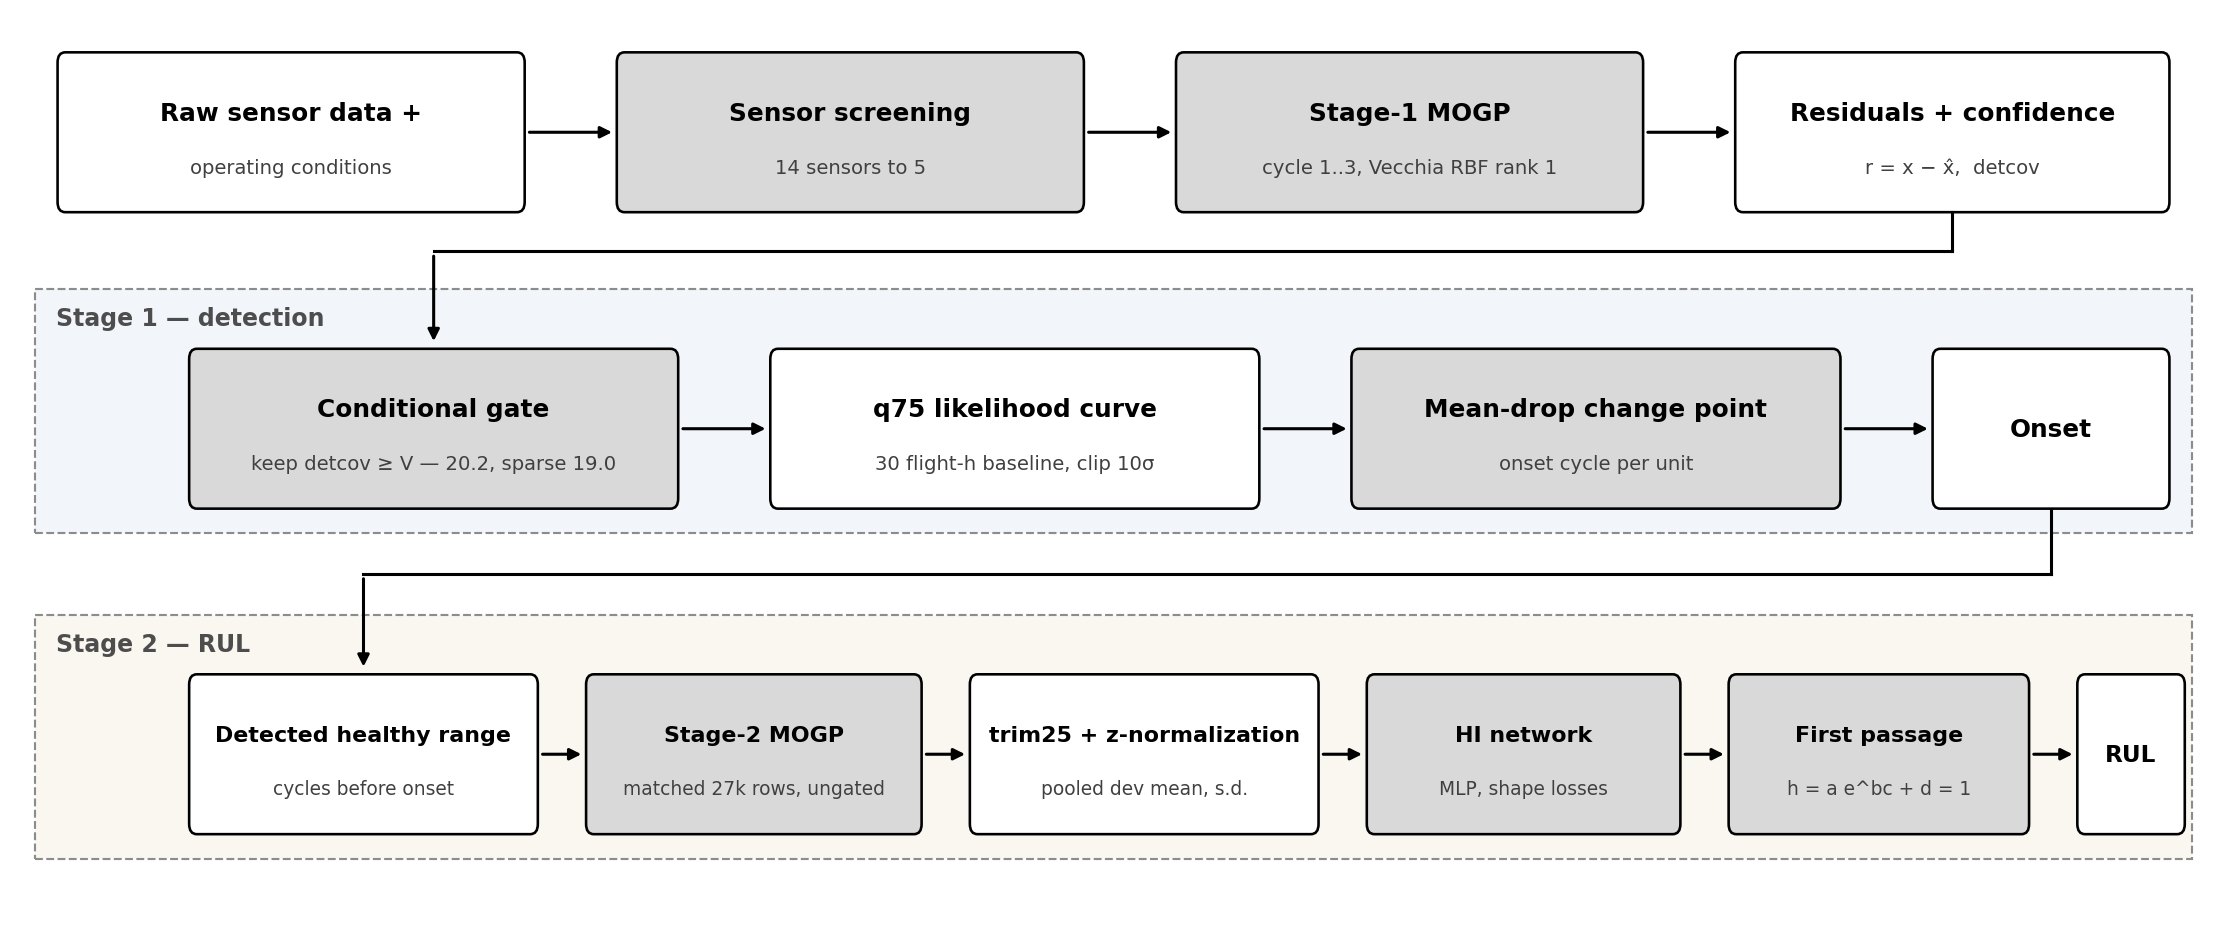 Raw sensor data +
operating conditions
Sensor screening
14 sensors to 5
Stage-1 MOGP
cycle 1..3, Vecchia RBF rank 1
Residuals + confidence
r = x − x̂,  detcov
Stage 1 — detection
Conditional gate
keep detcov ≥ V — 20.2, sparse 19.0
q75 likelihood curve
30 flight-h baseline, clip 10σ
Mean-drop change point
onset cycle per unit
Onset
Stage 2 — RUL
Detected healthy range
cycles before onset
Stage-2 MOGP
matched 27k rows, ungated
trim25 + z-normalization
pooled dev mean, s.d.
HI network
MLP, shape losses
First passage
h = a e^bc + d = 1
RUL